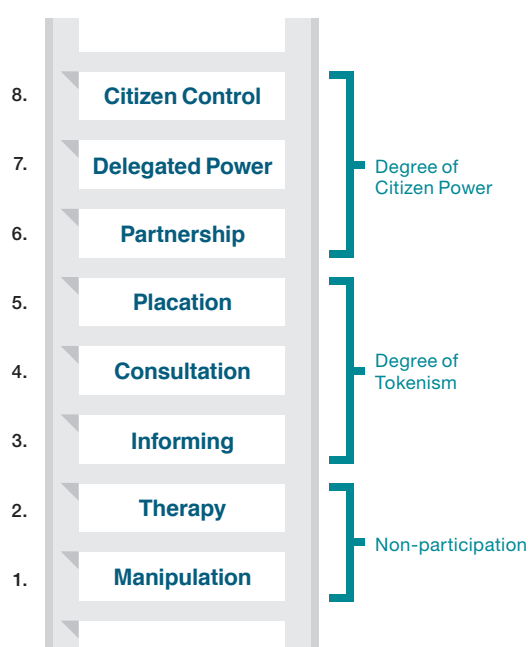 8. Citizen Control
7. Delegated Power
6. Partnership
Degree of
Citizen Power
5. Placation
4. Consultation
3. Informing
Degree of
Tokenism
2. Therapy
1. Manipulation
Non-participation